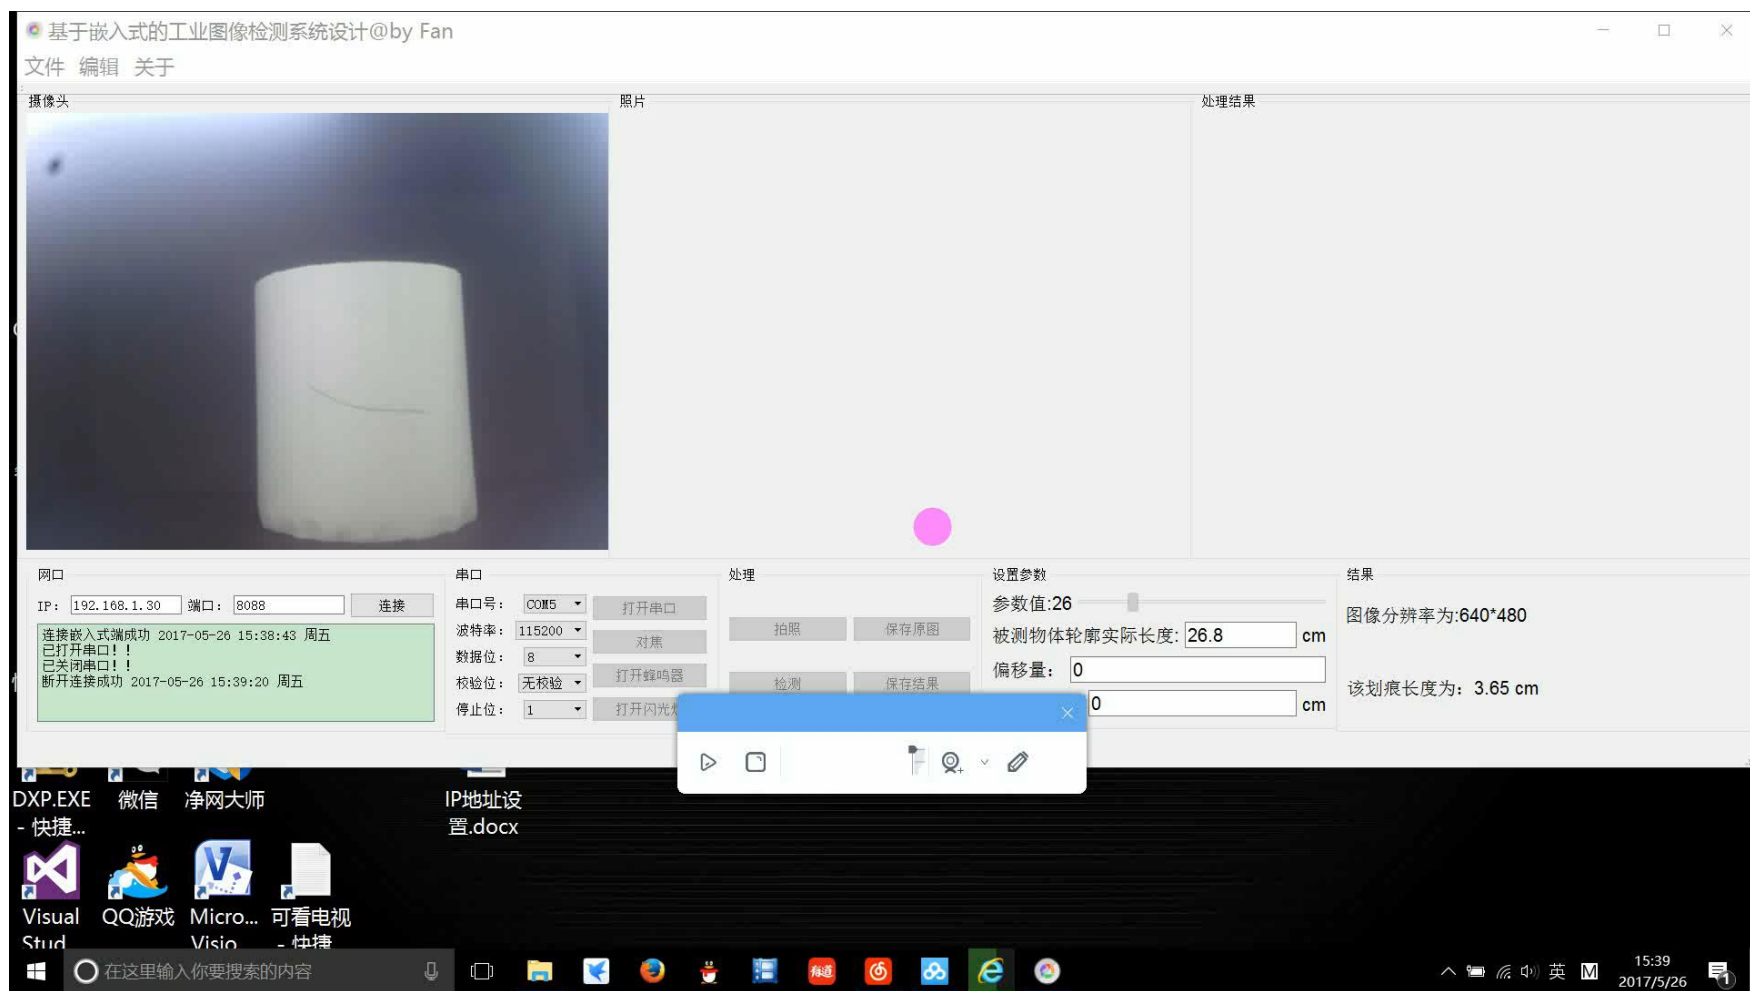 基于嵌入式的工业图像检测系统设计@by Fan
文件 编辑 关于
摄像头
照片
处理结果
网口
IP: 192.168.1.30 端口: 8088 连接
连接嵌入式端成功 2017-05-26 15:38:43 周五
已打开串口！！
已关闭串口！！
断开连接成功 2017-05-26 15:39:20 周五
串口
串口号: COM5 打开串口
波特率: 115200
对焦
数据位: 8
打开蜂鸣器
校验位: 无校验
停止位: 1
打开闪光
处理
拍照 保存原图
检测 保存结果
设置参数
参数值:26
被测物体轮廓实际长度: 26.8 cm
偏移量: 0
0 cm
结果
图像分辨率为:640*480
该划痕长度为: 3.65 cm
DXP.EXE
- 快捷...
微信
净网大师
IP地址设
置.docx
Visual
Stud
QQ游戏
Micro...
Visio
可看电视
- 快捷
在这里输入你要搜索的内容
有道
英 M
15:39
2017/5/26
1